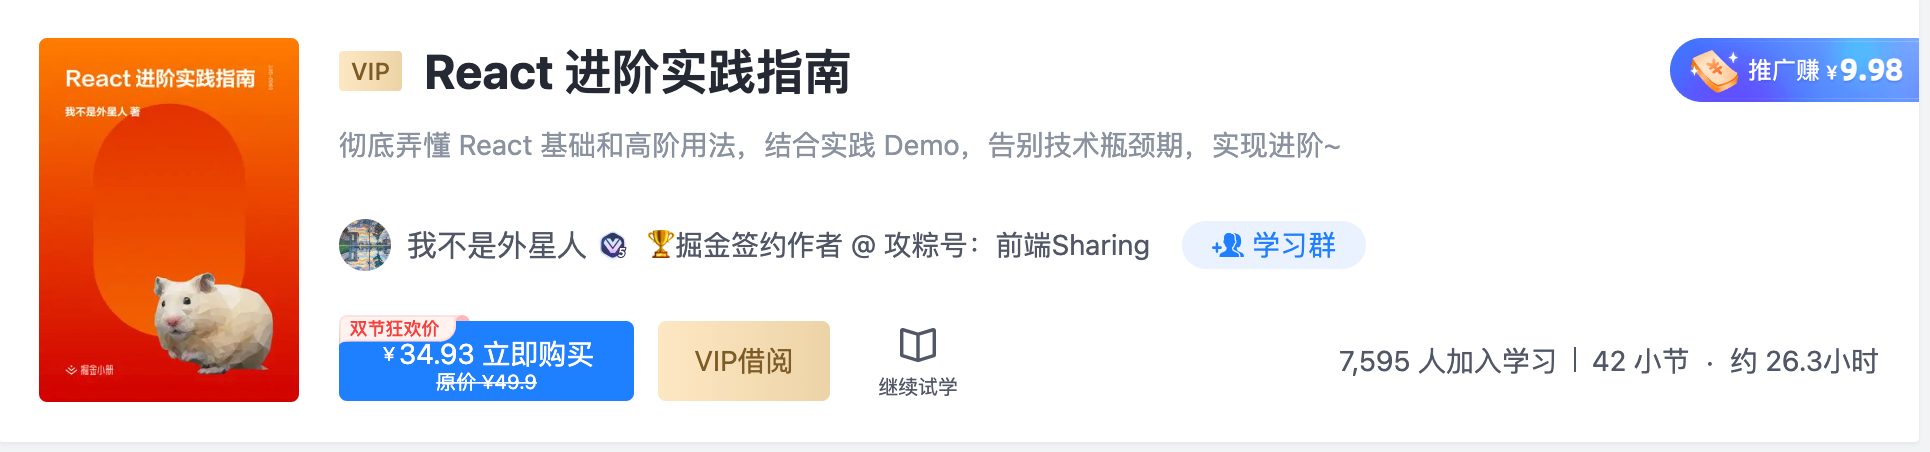 React 进阶实践指南
我不是外星人 著
掘金小册
VIP React 进阶实践指南
推广赚 ¥9.98
彻底弄懂 React 基础和高阶用法，结合实践 Demo，告别技术瓶颈期，实现进阶~
我不是外星人 5 🏆掘金签约作者 @ 攻粽号：前端Sharing 学习群
双节狂欢价
¥34.93 立即购买
原价 ¥49.9
VIP借阅
继续试学
7,595 人加入学习 | 42 小节 · 约 26.3小时